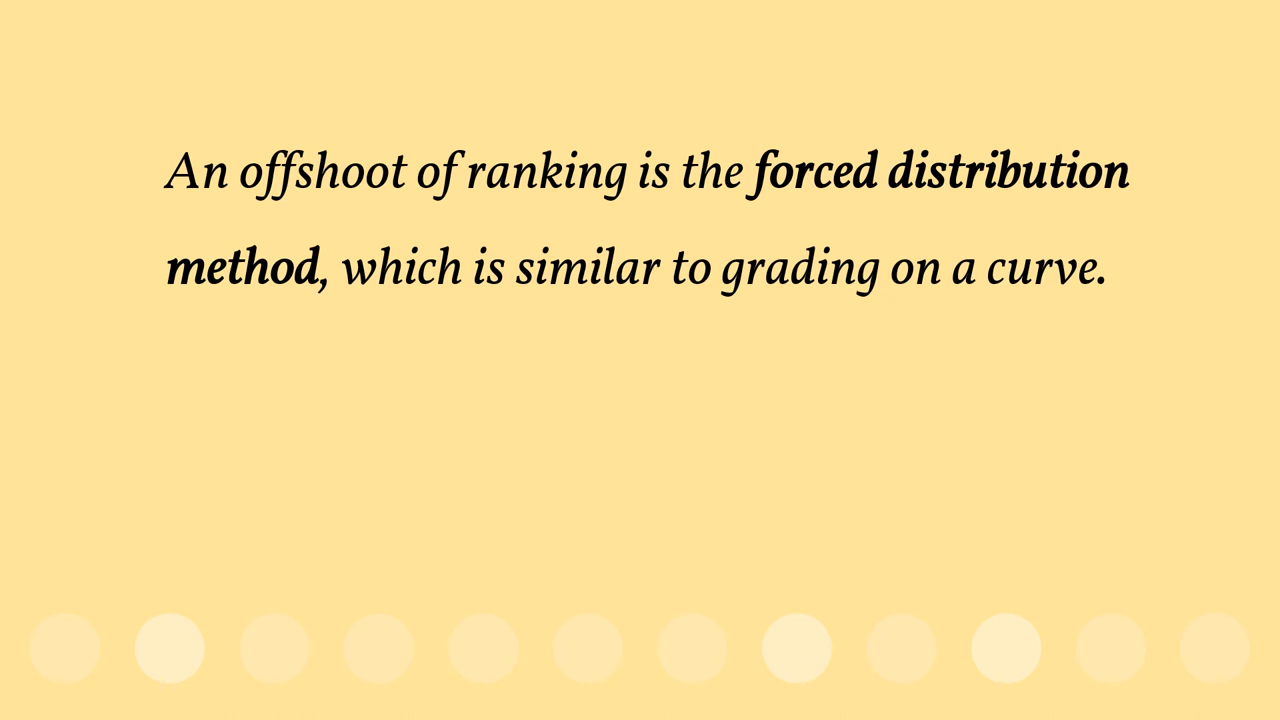 An offshoot of ranking is the forced distribution
method, which is similar to grading on a curve.